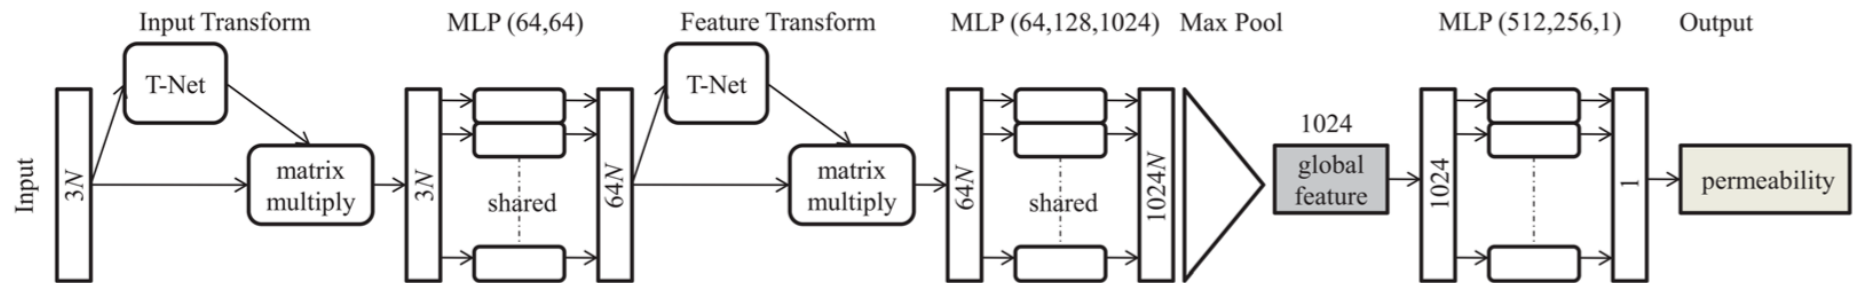 Input Transform
MLP (64,64)
Feature Transform
MLP (64,128,1024)
Max Pool
MLP (512,256,1)
Output
Input
3N
T-Net
matrix
multiply
3N
shared
64N
T-Net
matrix
multiply
64N
shared
1024N
1024
global
feature
1024
1
permeability